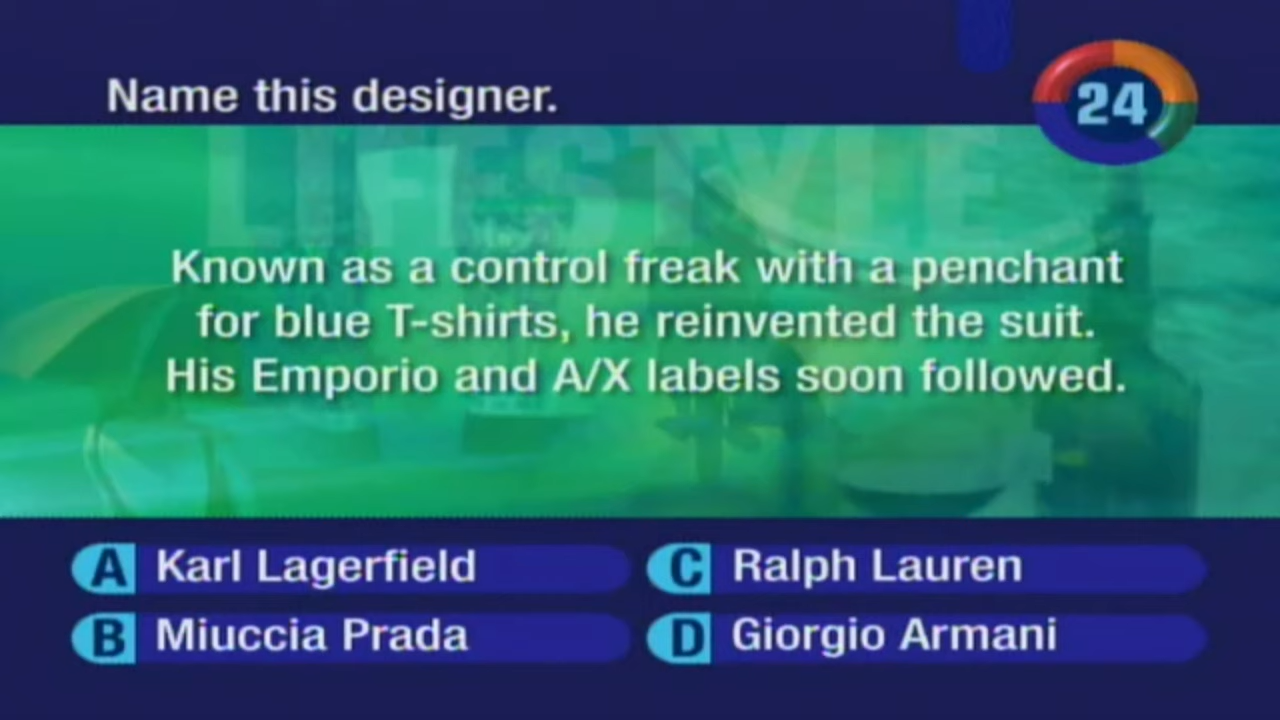 Name this designer.
24
LIFESTYLE
Known as a control freak with a penchant
for blue T-shirts, he reinvented the suit.
His Emporio and A/X labels soon followed.
A Karl Lagerfield
B Miuccia Prada
C Ralph Lauren
D Giorgio Armani